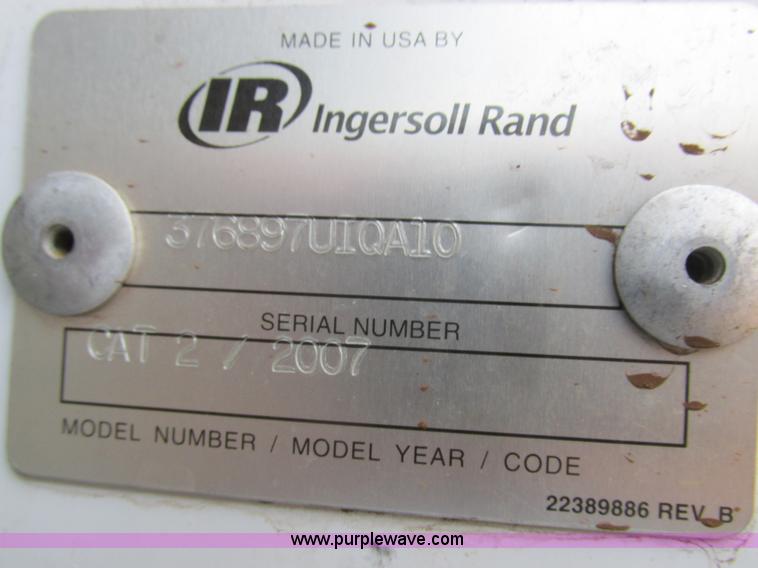 MADE IN USA BY
IR Ingersoll Rand
376897UIQA10
SERIAL NUMBER
CAT 2 / 2007
MODEL NUMBER / MODEL YEAR / CODE
22389886 REV B
www.purplewave.com